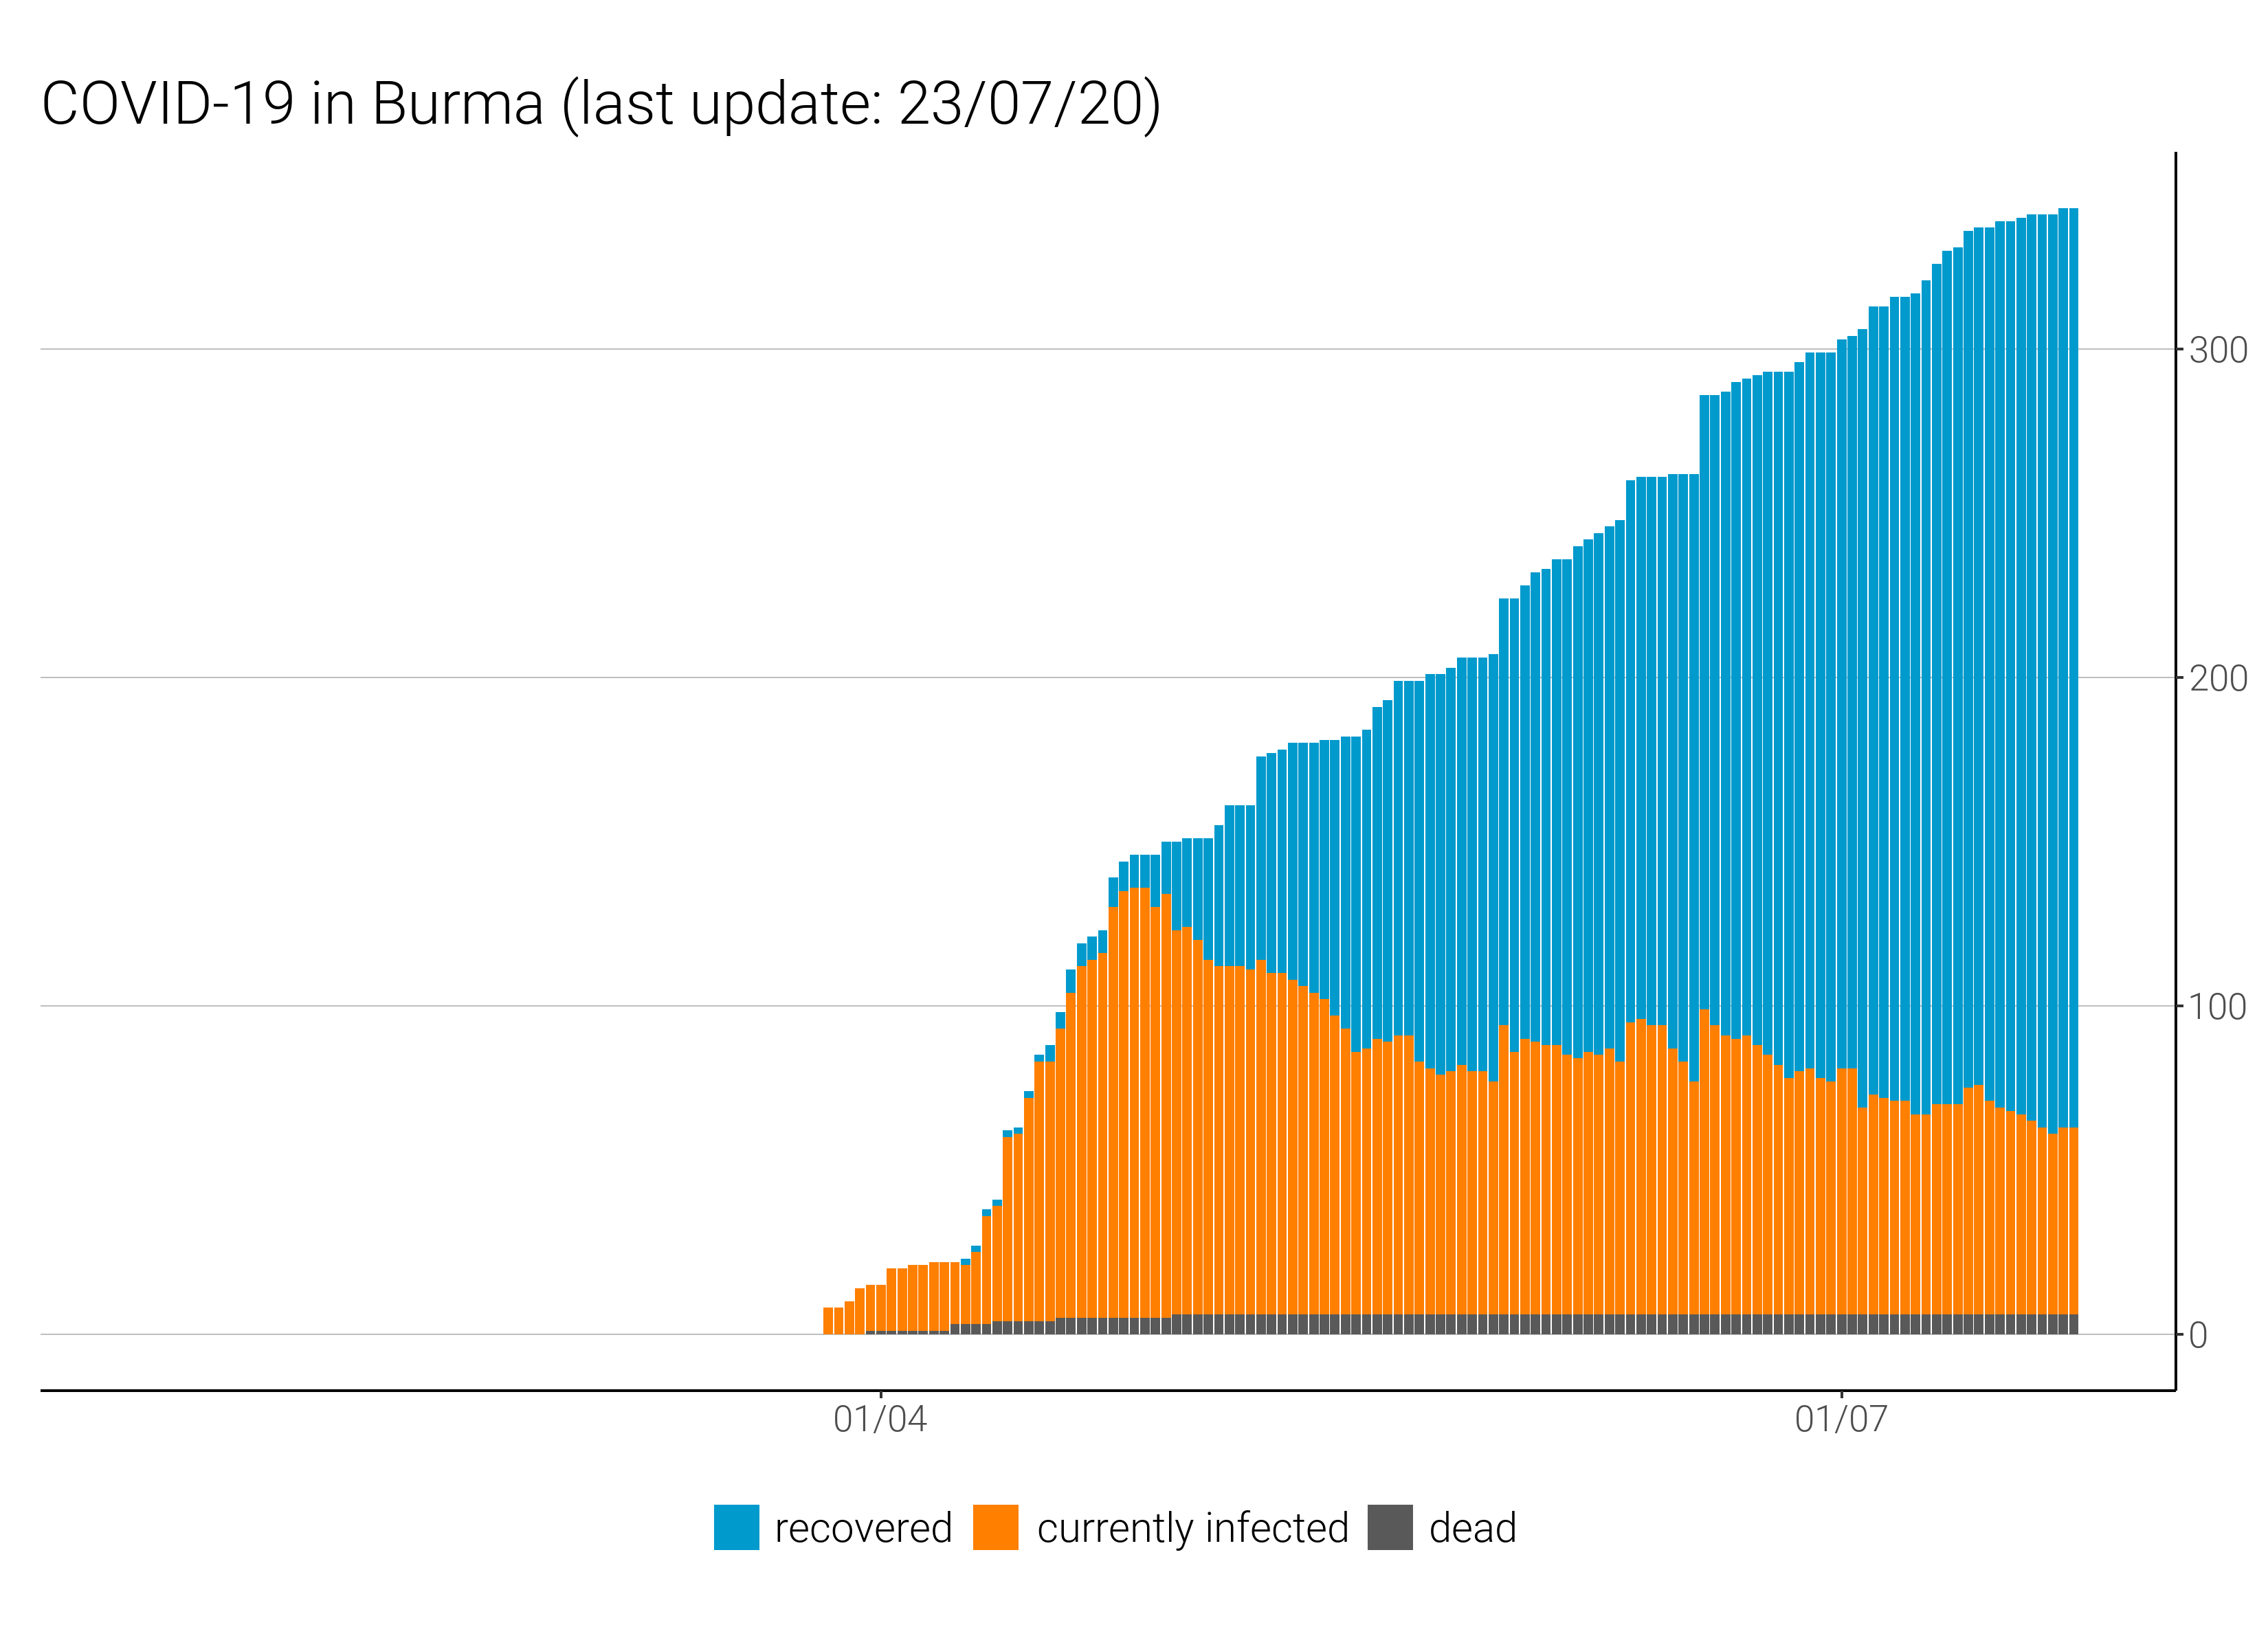 COVID-19 in Burma (last update: 23/07/20)
300
200
100
0
01/04 01/07
recovered currently infected dead